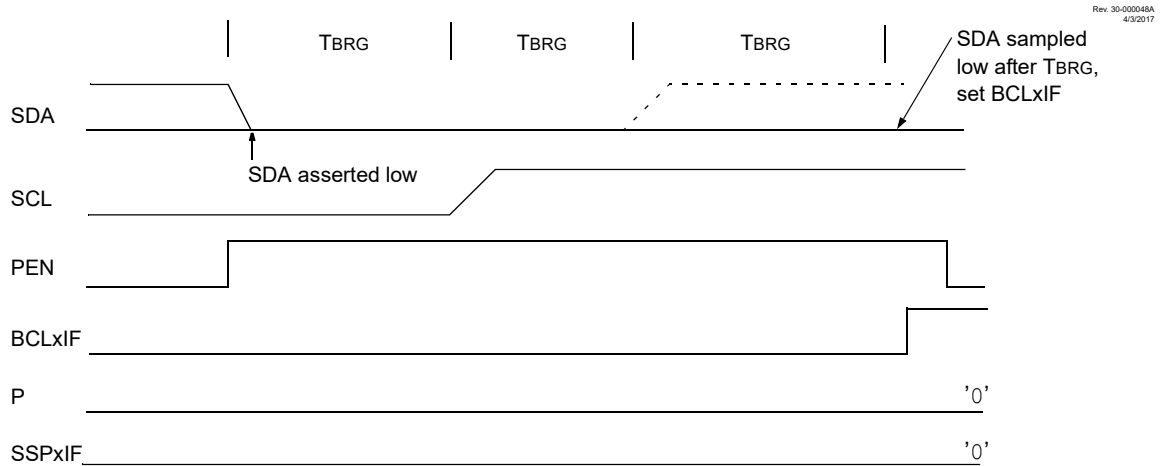 Rev. 30-000048A
4/3/2017
TBRG
TBRG
TBRG
SDA sampled
low after TBRG,
set BCLxIF
SDA
SDA asserted low
SCL
PEN
BCLxIF
P
'0'
SSPxIF
'0'